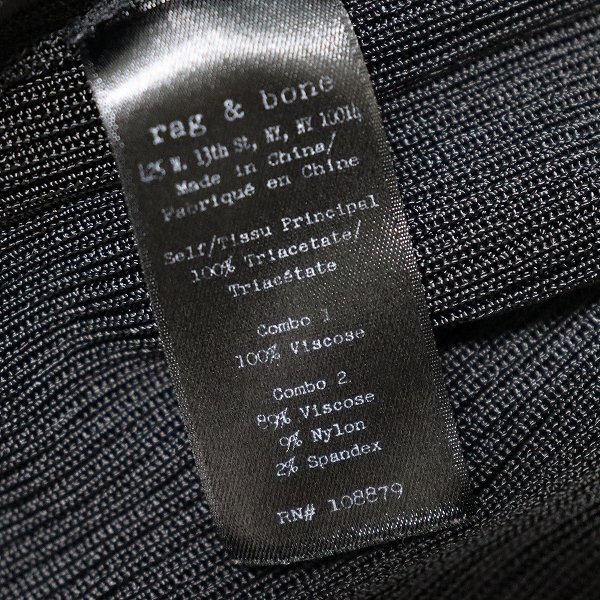 rag & bone
425 W. 13th St, NY, NY 10014
Made in China/
Fabriqué en Chine
Self/Tissu Principal
100% Triacetate/
Triacétate
Combo 1
100% Viscose
Combo 2
89% Viscose
9% Nylon
2% Spandex
RN# 108879